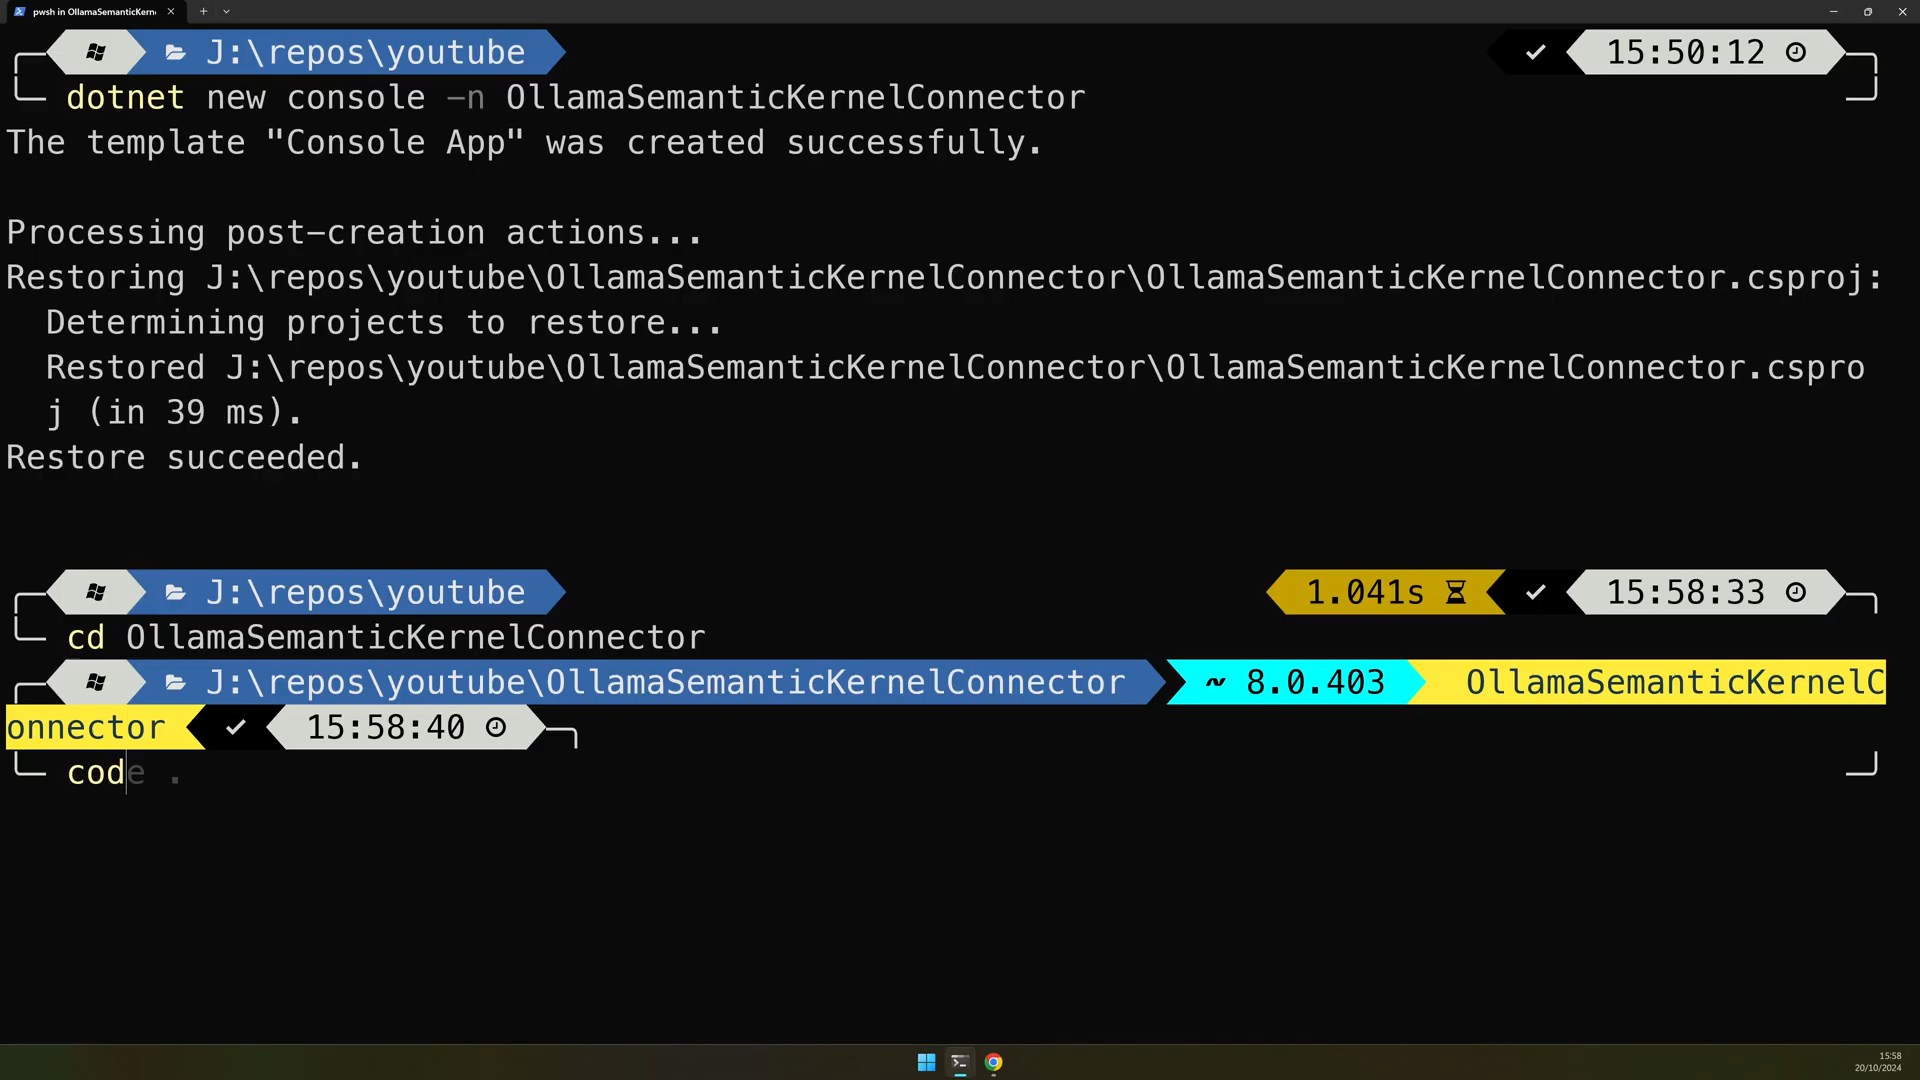 pwsh in OllamaSemanticKern
J:\repos\youtube 15:50:12
dotnet new console -n OllamaSemanticKernelConnector
The template "Console App" was created successfully.
Processing post-creation actions...
Restoring J:\repos\youtube\OllamaSemanticKernelConnector\OllamaSemanticKernelConnector.csproj:
Determining projects to restore...
Restored J:\repos\youtube\OllamaSemanticKernelConnector\OllamaSemanticKernelConnector.cspro
j (in 39 ms).
Restore succeeded.
J:\repos\youtube 1.041s 15:58:33
cd OllamaSemanticKernelConnector
J:\repos\youtube\OllamaSemanticKernelConnector ~ 8.0.403 OllamaSemanticKernelC
onnector 15:58:40
code .
15:58
20/10/2024